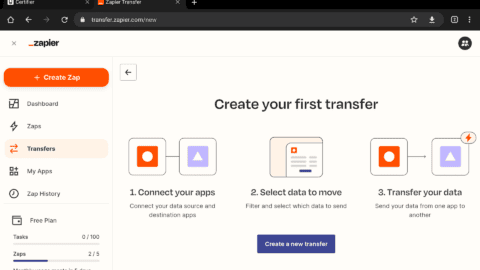 Certifier
Zapier Transfer
transfer.zapier.com/new
zapier
+ Create Zap
Dashboard
Zaps
Transfers
My Apps
Zap History
Free Plan
Tasks 0 / 100
Zaps 2 / 5
Create your first transfer
1. Connect your apps
Connect your data source and
destination apps
2. Select data to move
Filter and select which data to send
3. Transfer your data
Send your data from one app to
another
Create a new transfer